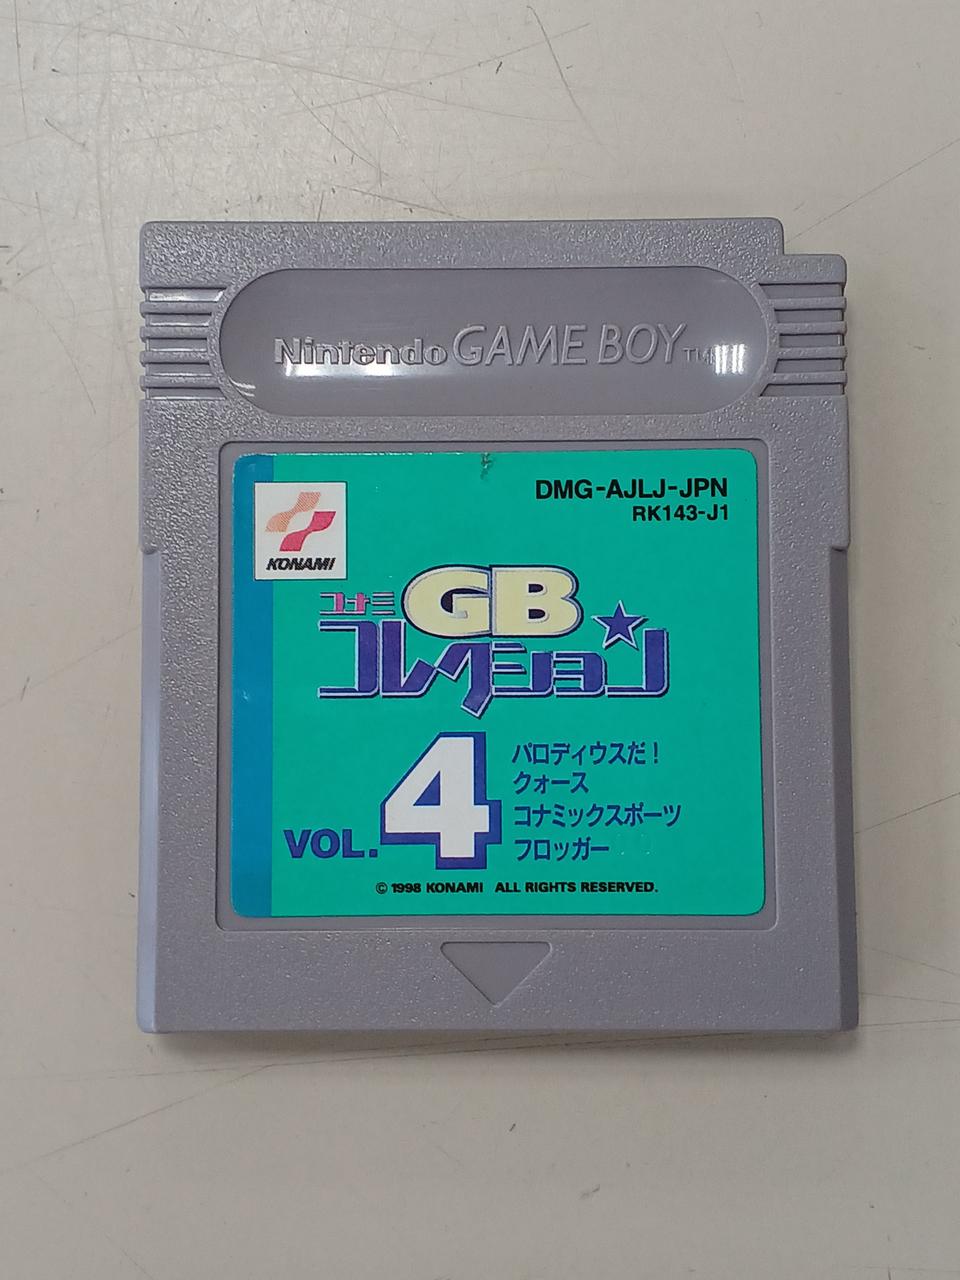 Nintendo GAME BOY TM
DMG-AJLJ-JPN
RK143-J1
KONAMI
コナミ GB
コレクション
VOL.4
パロディウスだ!
クォース
コナミックスポーツ
フロッガー
© 1998 KONAMI ALL RIGHTS RESERVED.